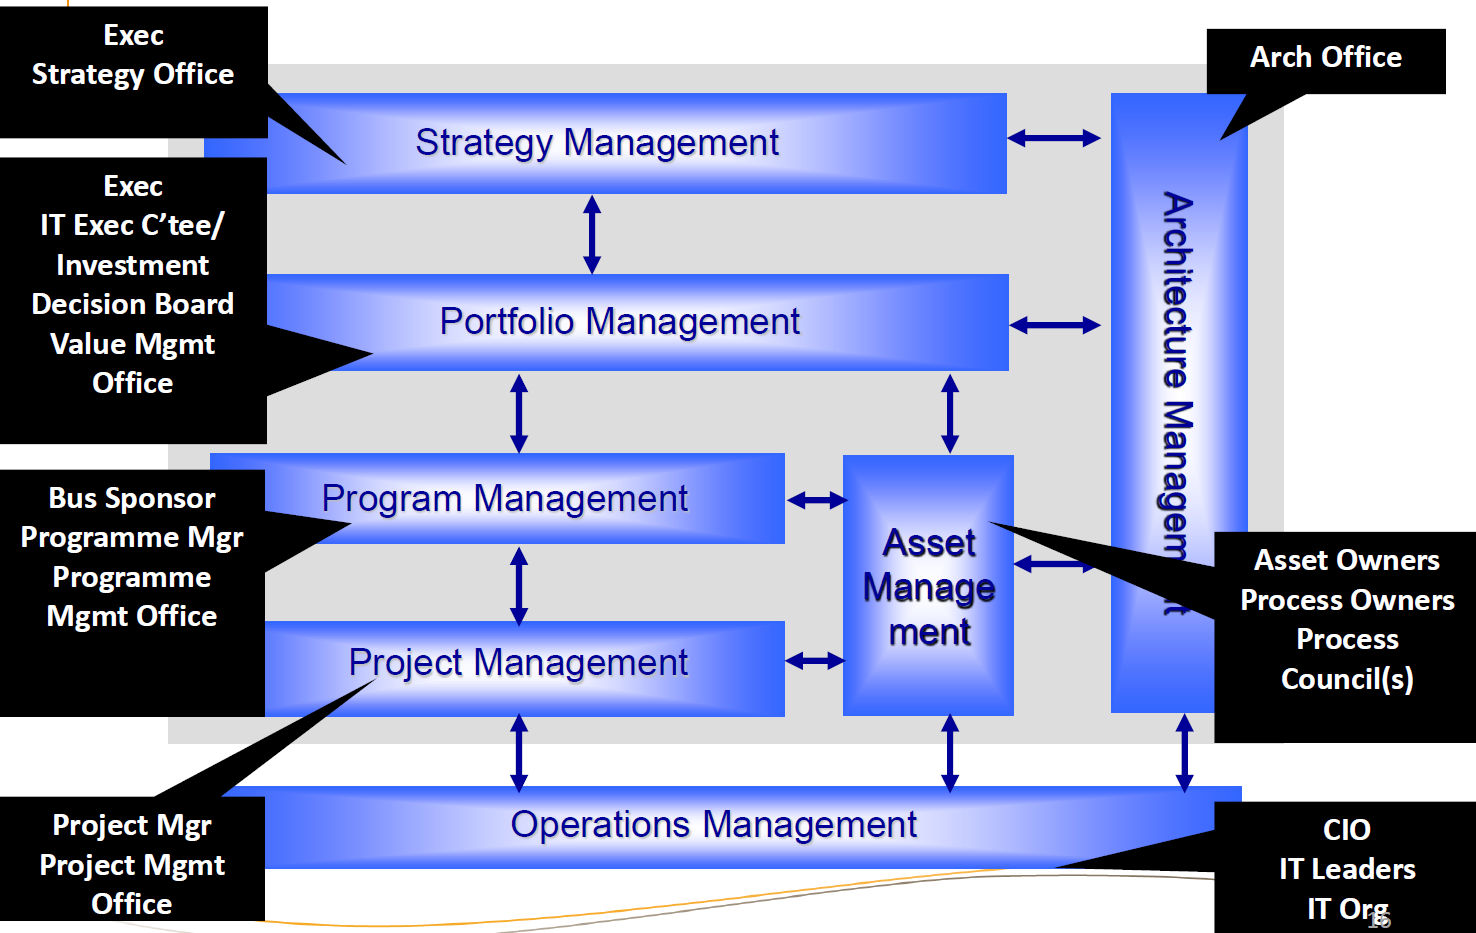 Exec
Strategy Office
Arch Office
Strategy Management
Exec
IT Exec C’tee/
Investment
Decision Board
Value Mgmt
Office
Portfolio Management
Architecture Management
Bus Sponsor
Programme Mgr
Programme
Mgmt Office
Program Management
Asset
Manage
ment
Asset Owners
Process Owners
Process
Council(s)
Project Management
Project Mgr
Project Mgmt
Office
Operations Management
CIO
IT Leaders
IT Org
16